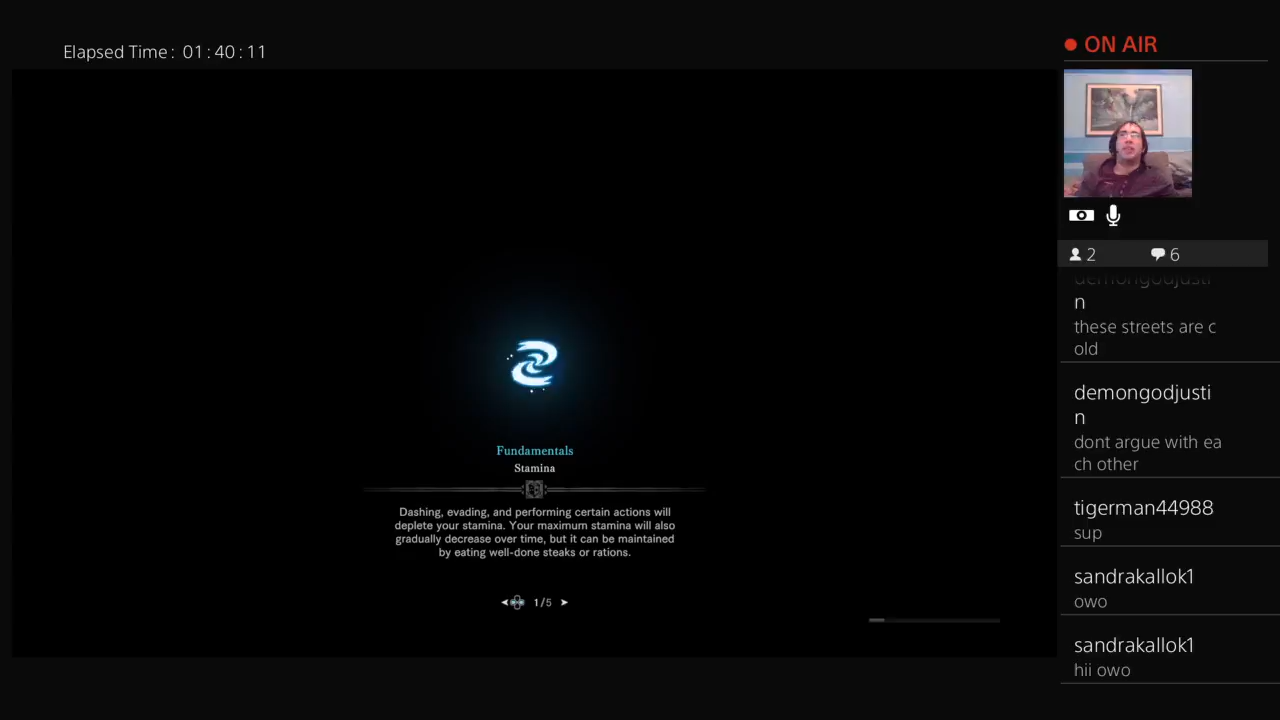 Elapsed Time: 01:40:11
ON AIR
2 6
demongodjusti
n
these streets are c
old
demongodjusti
n
dont argue with ea
ch other
tigerman44988
sup
sandrakallok1
owo
sandrakallok1
hii owo
Fundamentals
Stamina
Dashing, evading, and performing certain actions will
deplete your stamina. Your maximum stamina will also
gradually decrease over time, but it can be maintained
by eating well-done steaks or rations.
1/5